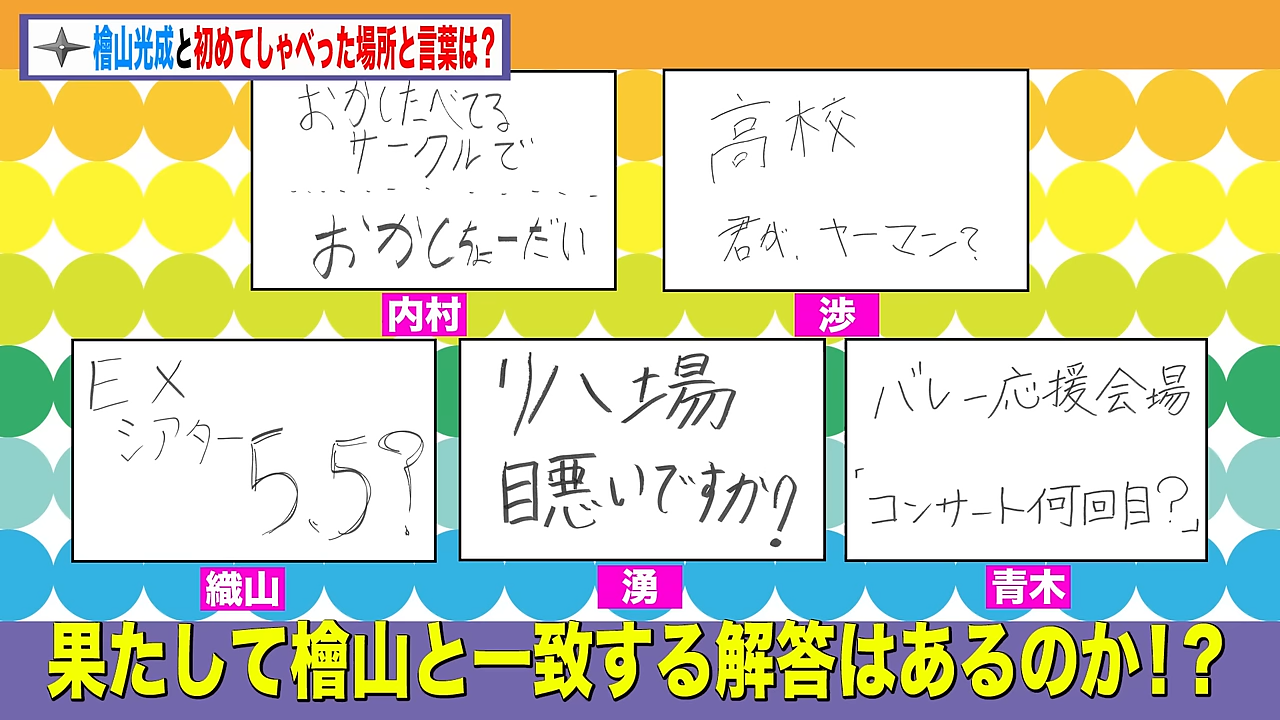 檜山光成と初めてしゃべった場所と言葉は？
おかしたべてる
サークルで
おかしちょーだい
内村
高校
君が、ヤーマン?
渉
EX
シアター
5.5?
織山
リハ場
目悪いですか?
湧
バレー応援会場
「コンサート何回目?」
青木
果たして檜山と一致する解答はあるのか!?